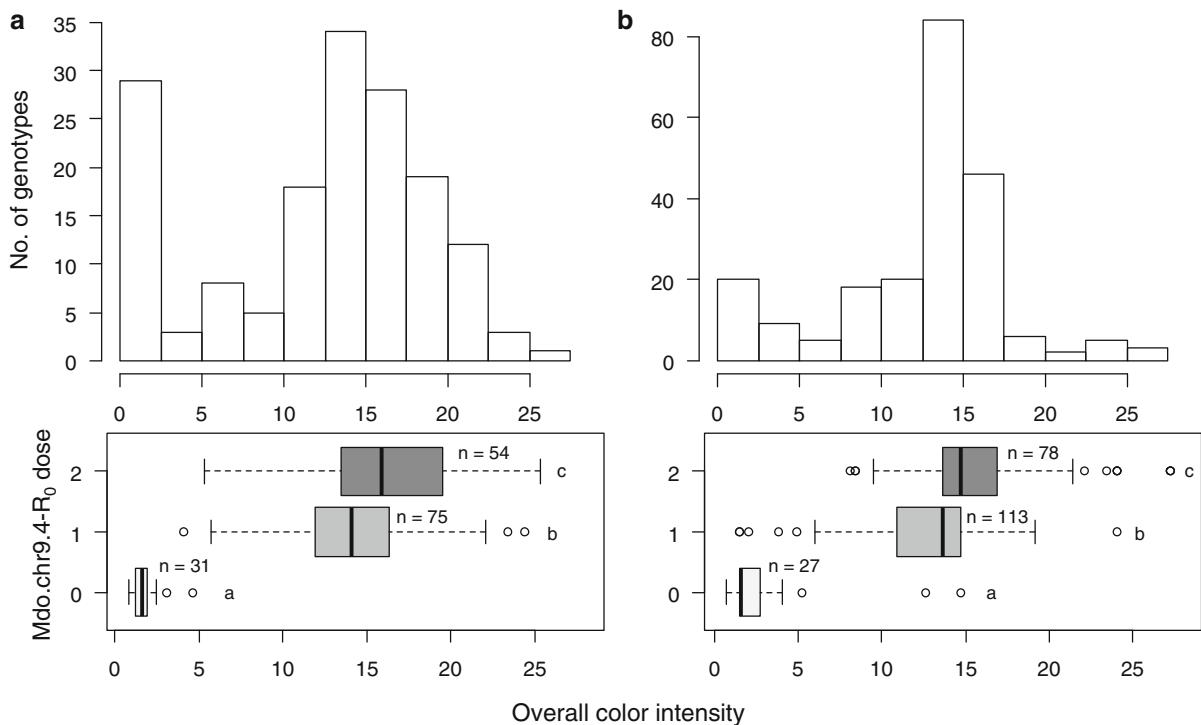 a
b
No. of genotypes
35
30
25
20
15
10
5
0
80
60
40
20
0
0 5 10 15 20 25
0 5 10 15 20 25
Mdo.chr9.4-R0 dose
2
1
0
n = 54
c
n = 75
b
n = 31
a
2
1
0
n = 78
c
n = 113
b
n = 27
a
0 5 10 15 20 25
0 5 10 15 20 25
Overall color intensity